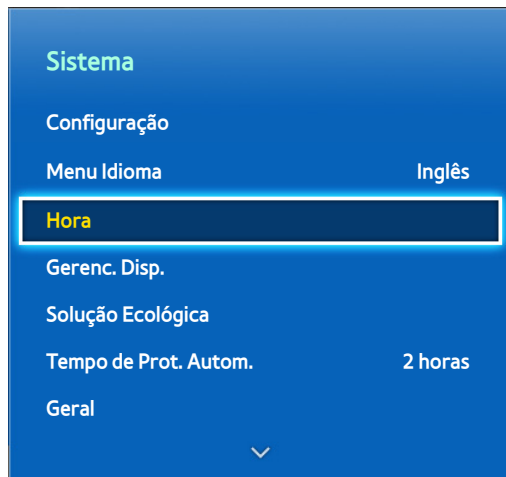 Sistema
Configuração
Menu Idioma Inglês
Hora
Gerenc. Disp.
Solução Ecológica
Tempo de Prot. Autom. 2 horas
Geral